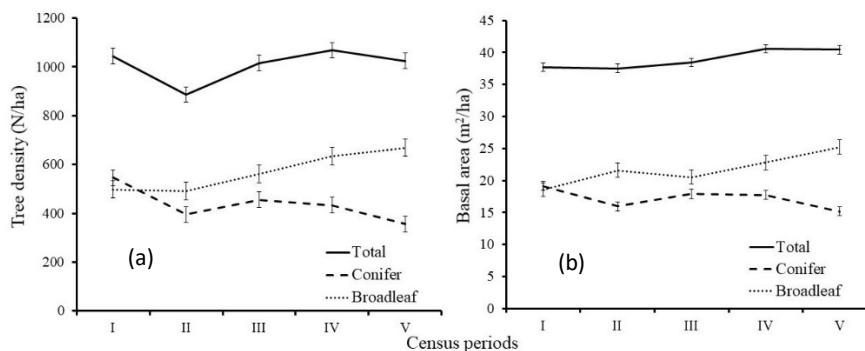 1200
1000
800
600
400
200
0
Tree density (N/ha)
(a)
Total
Conifer
Broadleaf
I II III IV V
45
40
35
30
25
20
15
10
5
0
Basal area (m²/ha)
(b)
Total
Conifer
Broadleaf
I II III IV V
Census periods